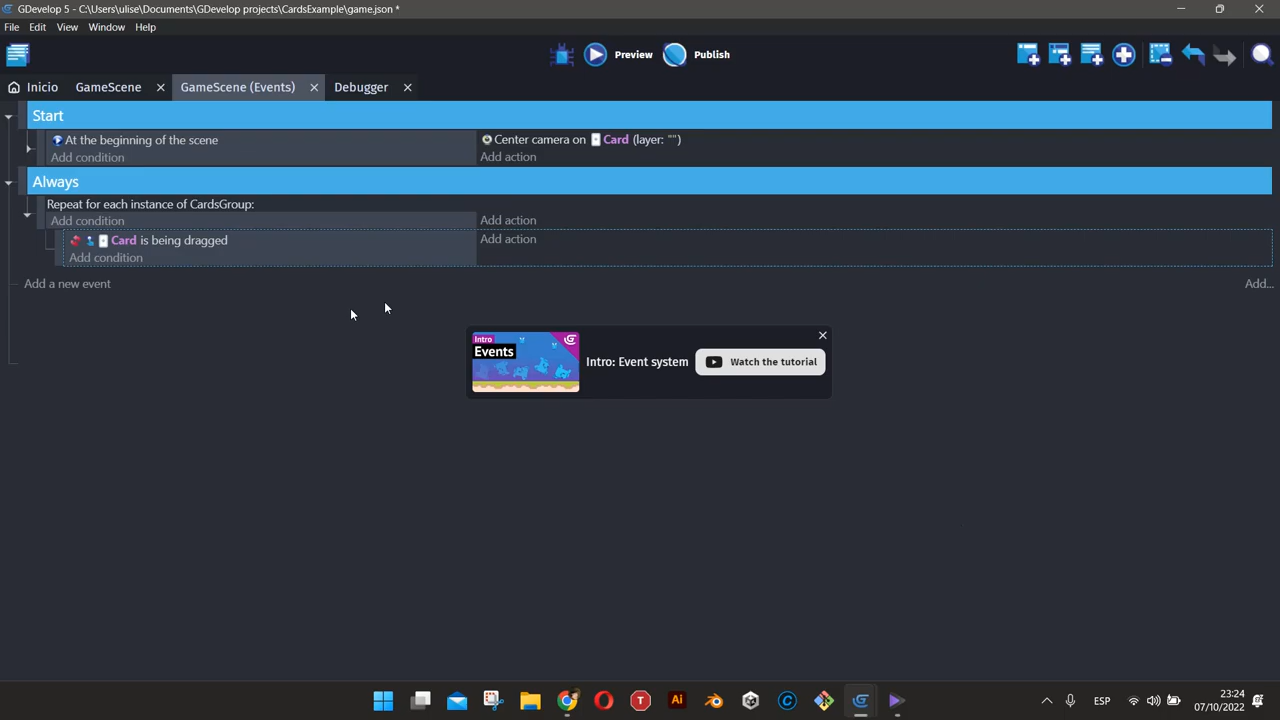 GDevelop 5 - C:\Users\ulise\Documents\GDevelop projects\CardsExample\game.json *
File Edit View Window Help
Preview Publish
Inicio GameScene GameScene (Events) Debugger
Start
At the beginning of the scene Center camera on Card (layer: "")
Add condition Add action
Always
Repeat for each instance of CardsGroup:
Add condition Add action
Card is being dragged Add action
Add condition
Add a new event Add...
Intro
Events
Intro: Event system Watch the tutorial
T Ai C ESP 23:24
07/10/2022